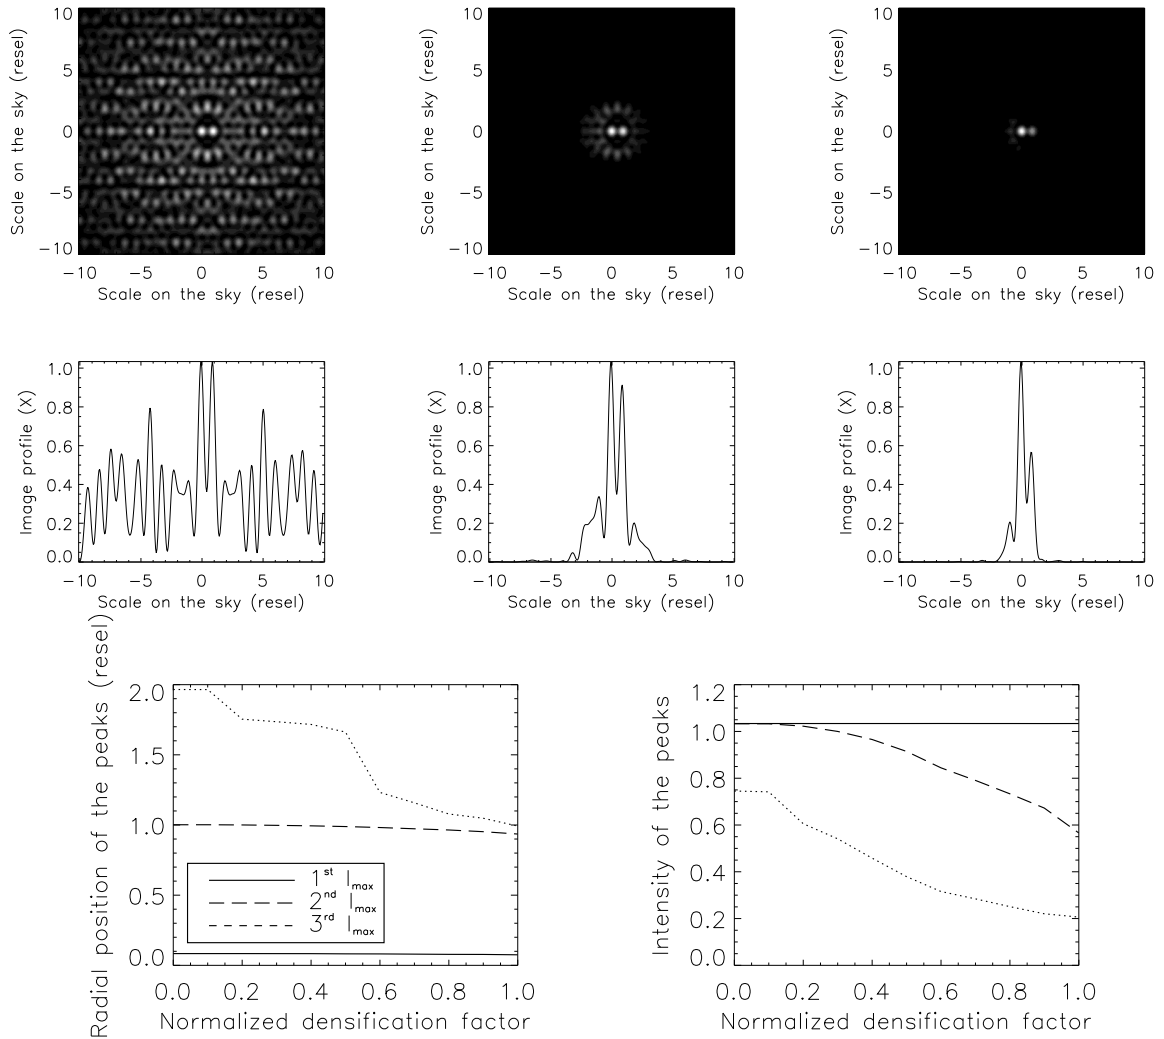 10
5
0
−5
−10
Scale on the sky (resel)
−10 −5 0 5 10
Scale on the sky (resel)
10
5
0
−5
−10
Scale on the sky (resel)
−10 −5 0 5 10
Scale on the sky (resel)
10
5
0
−5
−10
Scale on the sky (resel)
−10 −5 0 5 10
Scale on the sky (resel)
1.0
0.8
0.6
0.4
0.2
0.0
Image profile (X)
−10 −5 0 5 10
Scale on the sky (resel)
1.0
0.8
0.6
0.4
0.2
0.0
Image profile (X)
−10 −5 0 5 10
Scale on the sky (resel)
1.0
0.8
0.6
0.4
0.2
0.0
Image profile (X)
−10 −5 0 5 10
Scale on the sky (resel)
Radial position of the peaks (resel)
2.0
1.5
1.0
0.5
0.0
1st Imax
2nd Imax
3rd Imax
0.0 0.2 0.4 0.6 0.8 1.0
Normalized densification factor
Intensity of the peaks
1.2
1.0
0.8
0.6
0.4
0.2
0.0
0.0 0.2 0.4 0.6 0.8 1.0
Normalized densification factor